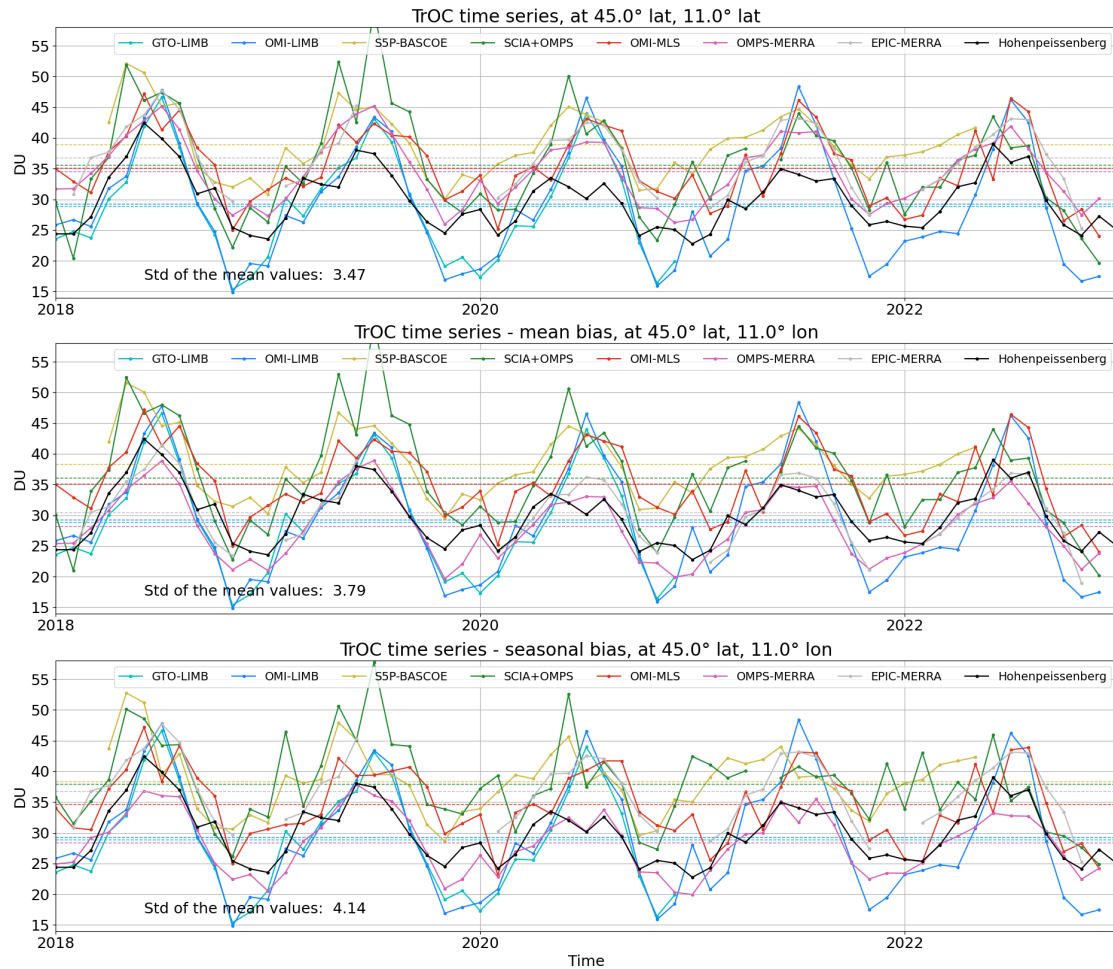 TrOC time series, at 45.0° lat, 11.0° lat
GTO-LIMB OMI-LIMB S5P-BASCOE SCIA+OMPS OMI-MLS OMPS-MERRA EPIC-MERRA Hohenpeissenberg
55
50
45
40
35
30
25
20
15
DU
Std of the mean values: 3.47
2018 2020 2022
TrOC time series - mean bias, at 45.0° lat, 11.0° lon
GTO-LIMB OMI-LIMB S5P-BASCOE SCIA+OMPS OMI-MLS OMPS-MERRA EPIC-MERRA Hohenpeissenberg
55
50
45
40
35
30
25
20
15
DU
Std of the mean values: 3.79
2018 2020 2022
TrOC time series - seasonal bias, at 45.0° lat, 11.0° lon
GTO-LIMB OMI-LIMB S5P-BASCOE SCIA+OMPS OMI-MLS OMPS-MERRA EPIC-MERRA Hohenpeissenberg
55
50
45
40
35
30
25
20
15
DU
Std of the mean values: 4.14
2018 2020 2022
Time